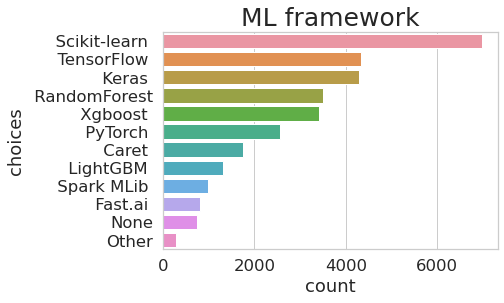 ML framework
choices
Scikit-learn
TensorFlow
Keras
RandomForest
Xgboost
PyTorch
Caret
LightGBM
Spark MLib
Fast.ai
None
Other
0 2000 4000 6000
count